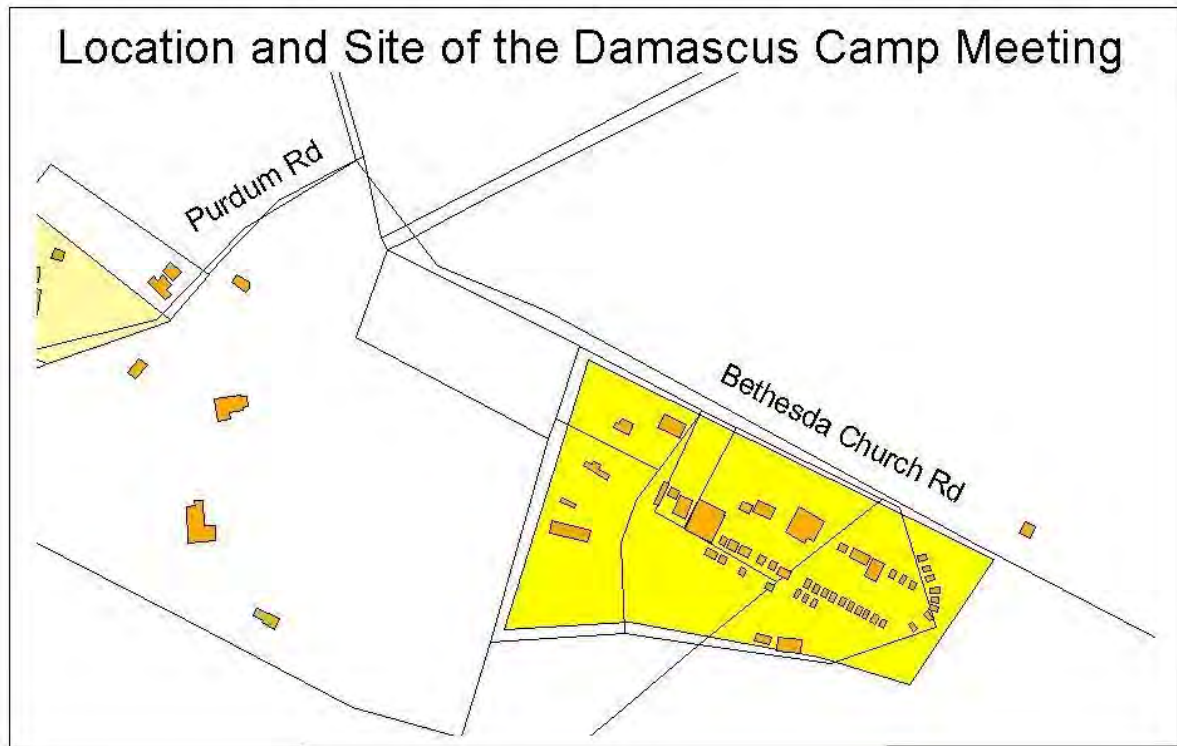 Location and Site of the Damascus Camp Meeting
Purdum Rd
Bethesda Church Rd